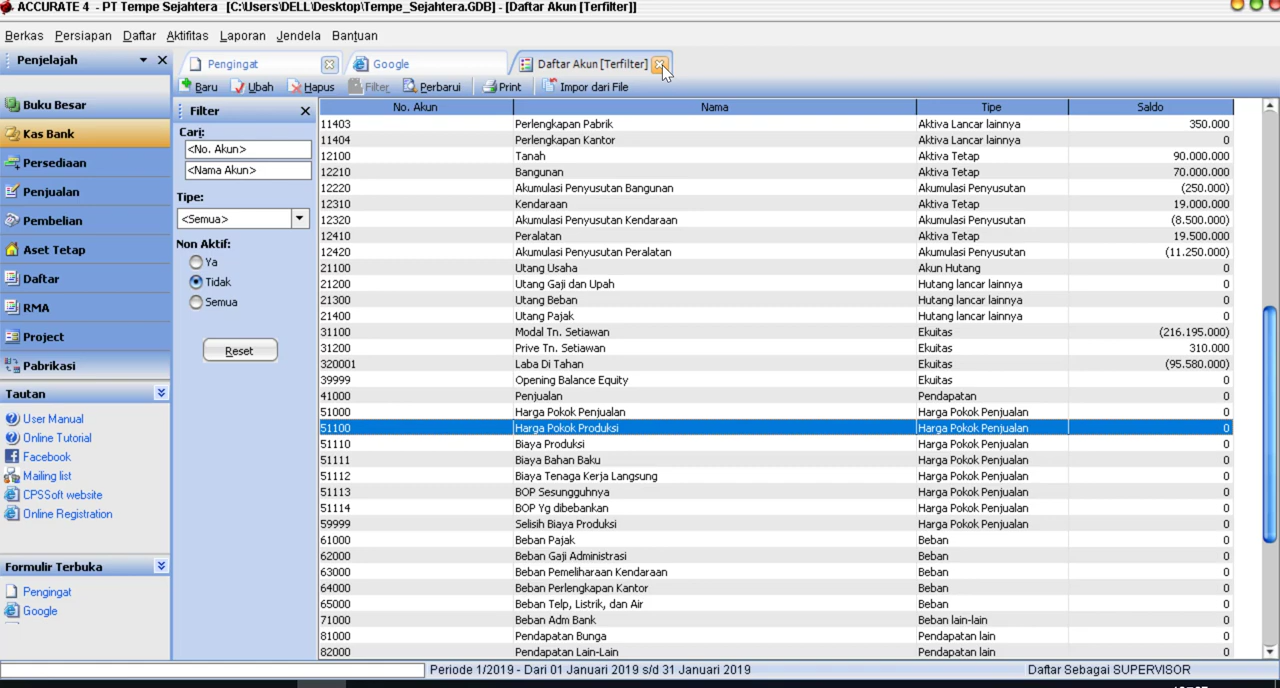 ACCURATE 4 - PT Tempe Sejahtera [C:\Users\DELL\Desktop\Tempe_Sejahtera.GDB] - [Daftar Akun [Terfilter]]
Berkas Persiapan Daftar Aktifitas Laporan Jendela Bantuan
Penjelajah
Pengingat Google Daftar Akun [Terfilter]
Baru Ubah Hapus Filter Perbarui Print Impor dari File
Buku Besar
Kas Bank
Persediaan
Penjualan
Pembelian
Aset Tetap
Daftar
RMA
Project
Pabrikasi
Tautan
User Manual
Online Tutorial
Facebook
Mailing list
CPSSoft website
Online Registration
Formulir Terbuka
Pengingat
Google
Filter
Cari:
<No. Akun>
<Nama Akun>
Tipe:
<Semua>
Non Aktif:
Ya
Tidak
Semua
Reset
No. Akun Nama Tipe Saldo
11403 Perlengkapan Pabrik Aktiva Lancar lainnya 350.000
11404 Perlengkapan Kantor Aktiva Lancar lainnya 0
12100 Tanah Aktiva Tetap 90.000.000
12210 Bangunan Aktiva Tetap 70.000.000
12220 Akumulasi Penyusutan Bangunan Akumulasi Penyusutan (250.000)
12310 Kendaraan Aktiva Tetap 19.000.000
12320 Akumulasi Penyusutan Kendaraan Akumulasi Penyusutan (8.500.000)
12410 Peralatan Aktiva Tetap 19.500.000
12420 Akumulasi Penyusutan Peralatan Akumulasi Penyusutan (11.250.000)
21100 Utang Usaha Akun Hutang 0
21200 Utang Gaji dan Upah Hutang lancar lainnya 0
21300 Utang Beban Hutang lancar lainnya 0
21400 Utang Pajak Hutang lancar lainnya 0
31100 Modal Tn. Setiawan Ekuitas (216.195.000)
31200 Prive Tn. Setiawan Ekuitas 310.000
320001 Laba Di Tahan Ekuitas (95.580.000)
39999 Opening Balance Equity Ekuitas 0
41000 Penjualan Pendapatan 0
51000 Harga Pokok Penjualan Harga Pokok Penjualan 0
51100 Harga Pokok Produksi Harga Pokok Penjualan 0
51110 Biaya Produksi Harga Pokok Penjualan 0
51111 Biaya Bahan Baku Harga Pokok Penjualan 0
51112 Biaya Tenaga Kerja Langsung Harga Pokok Penjualan 0
51113 BOP Sesungguhnya Harga Pokok Penjualan 0
51114 BOP Yg dibebankan Harga Pokok Penjualan 0
59999 Selisih Biaya Produksi Harga Pokok Penjualan 0
61000 Beban Pajak Beban 0
62000 Beban Gaji Administrasi Beban 0
63000 Beban Pemeliharaan Kendaraan Beban 0
64000 Beban Perlengkapan Kantor Beban 0
65000 Beban Telp, Listrik, dan Air Beban 0
71000 Beban Adm Bank Beban lain-lain 0
81000 Pendapatan Bunga Pendapatan lain 0
82000 Pendapatan Lain-Lain Pendapatan lain 0
Periode 1/2019 - Dari 01 Januari 2019 s/d 31 Januari 2019 Daftar Sebagai SUPERVISOR